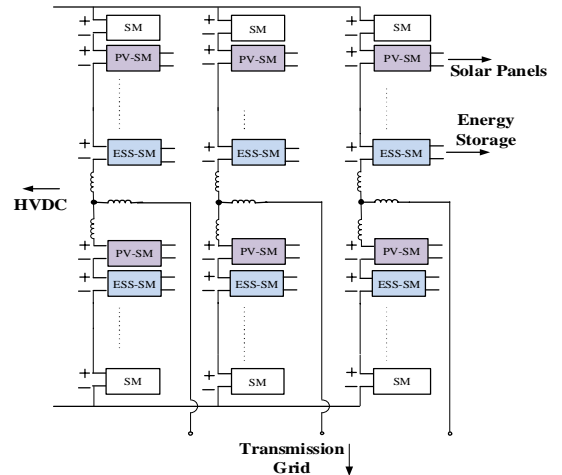 + SM + SM + SM
− − −
+ PV-SM + PV-SM + PV-SM
− − −
Solar Panels
Energy
Storage
+ ESS-SM + ESS-SM + ESS-SM
− − −
HVDC
+ PV-SM + PV-SM + PV-SM
− − −
+ ESS-SM + ESS-SM + ESS-SM
− − −
+ SM + SM + SM
− − −
Transmission
Grid